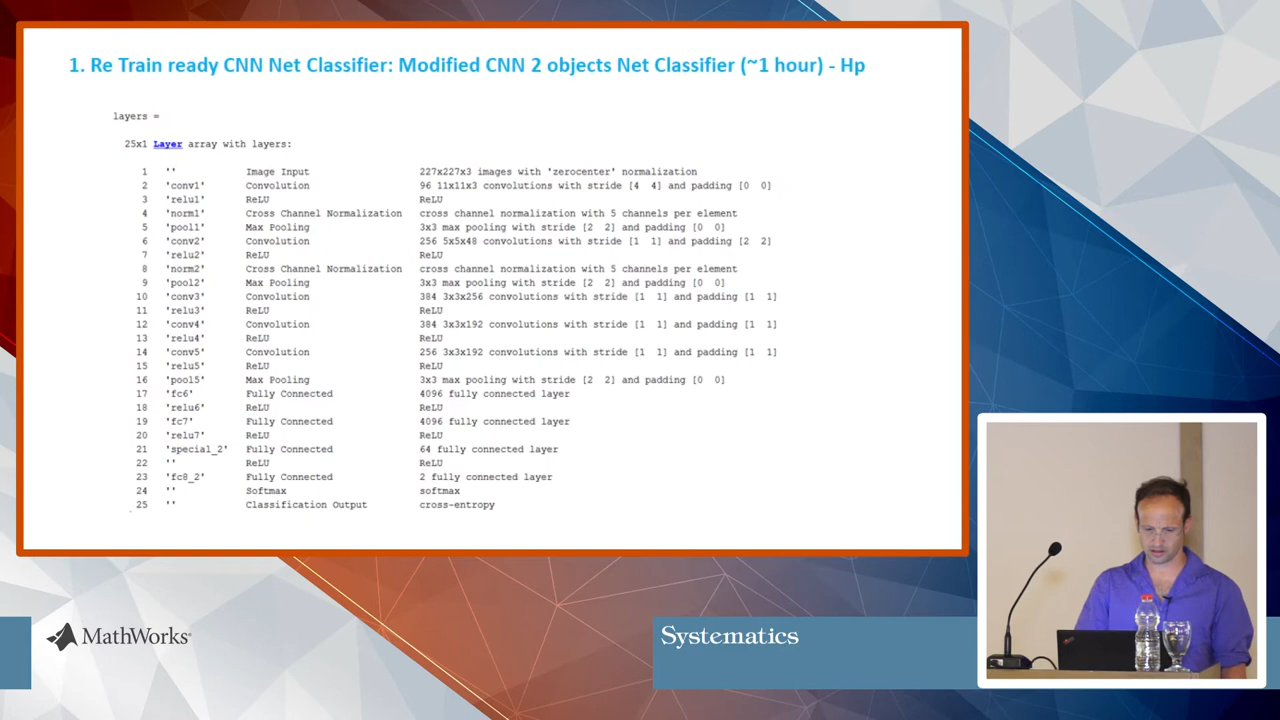 1. Re Train ready CNN Net Classifier: Modified CNN 2 objects Net Classifier (~1 hour) - Hp
layers =
25x1 Layer array with layers:
1 '' Image Input 227x227x3 images with 'zerocenter' normalization
2 'conv1' Convolution 96 11x11x3 convolutions with stride [4 4] and padding [0 0]
3 'relu1' ReLU ReLU
4 'norm1' Cross Channel Normalization cross channel normalization with 5 channels per element
5 'pool1' Max Pooling 3x3 max pooling with stride [2 2] and padding [0 0]
6 'conv2' Convolution 256 5x5x48 convolutions with stride [1 1] and padding [2 2]
7 'relu2' ReLU ReLU
8 'norm2' Cross Channel Normalization cross channel normalization with 5 channels per element
9 'pool2' Max Pooling 3x3 max pooling with stride [2 2] and padding [0 0]
10 'conv3' Convolution 384 3x3x256 convolutions with stride [1 1] and padding [1 1]
11 'relu3' ReLU ReLU
12 'conv4' Convolution 384 3x3x192 convolutions with stride [1 1] and padding [1 1]
13 'relu4' ReLU ReLU
14 'conv5' Convolution 256 3x3x192 convolutions with stride [1 1] and padding [1 1]
15 'relu5' ReLU ReLU
16 'pool5' Max Pooling 3x3 max pooling with stride [2 2] and padding [0 0]
17 'fc6' Fully Connected 4096 fully connected layer
18 'relu6' ReLU ReLU
19 'fc7' Fully Connected 4096 fully connected layer
20 'relu7' ReLU ReLU
21 'special_2' Fully Connected 64 fully connected layer
22 '' ReLU ReLU
23 'fc8_2' Fully Connected 2 fully connected layer
24 '' Softmax softmax
25 '' Classification Output cross-entropy
MathWorks®
Systematics